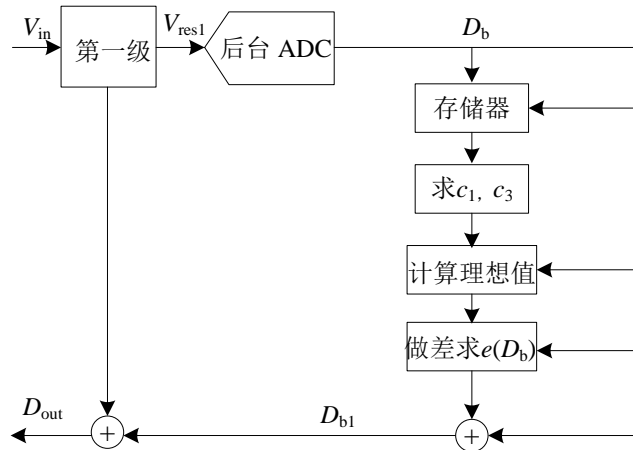 V_in
第一级
V_res1
后台 ADC
D_b
存储器
求c_1, c_3
计算理想值
做差求e(D_b)
D_out
+
D_b1
+